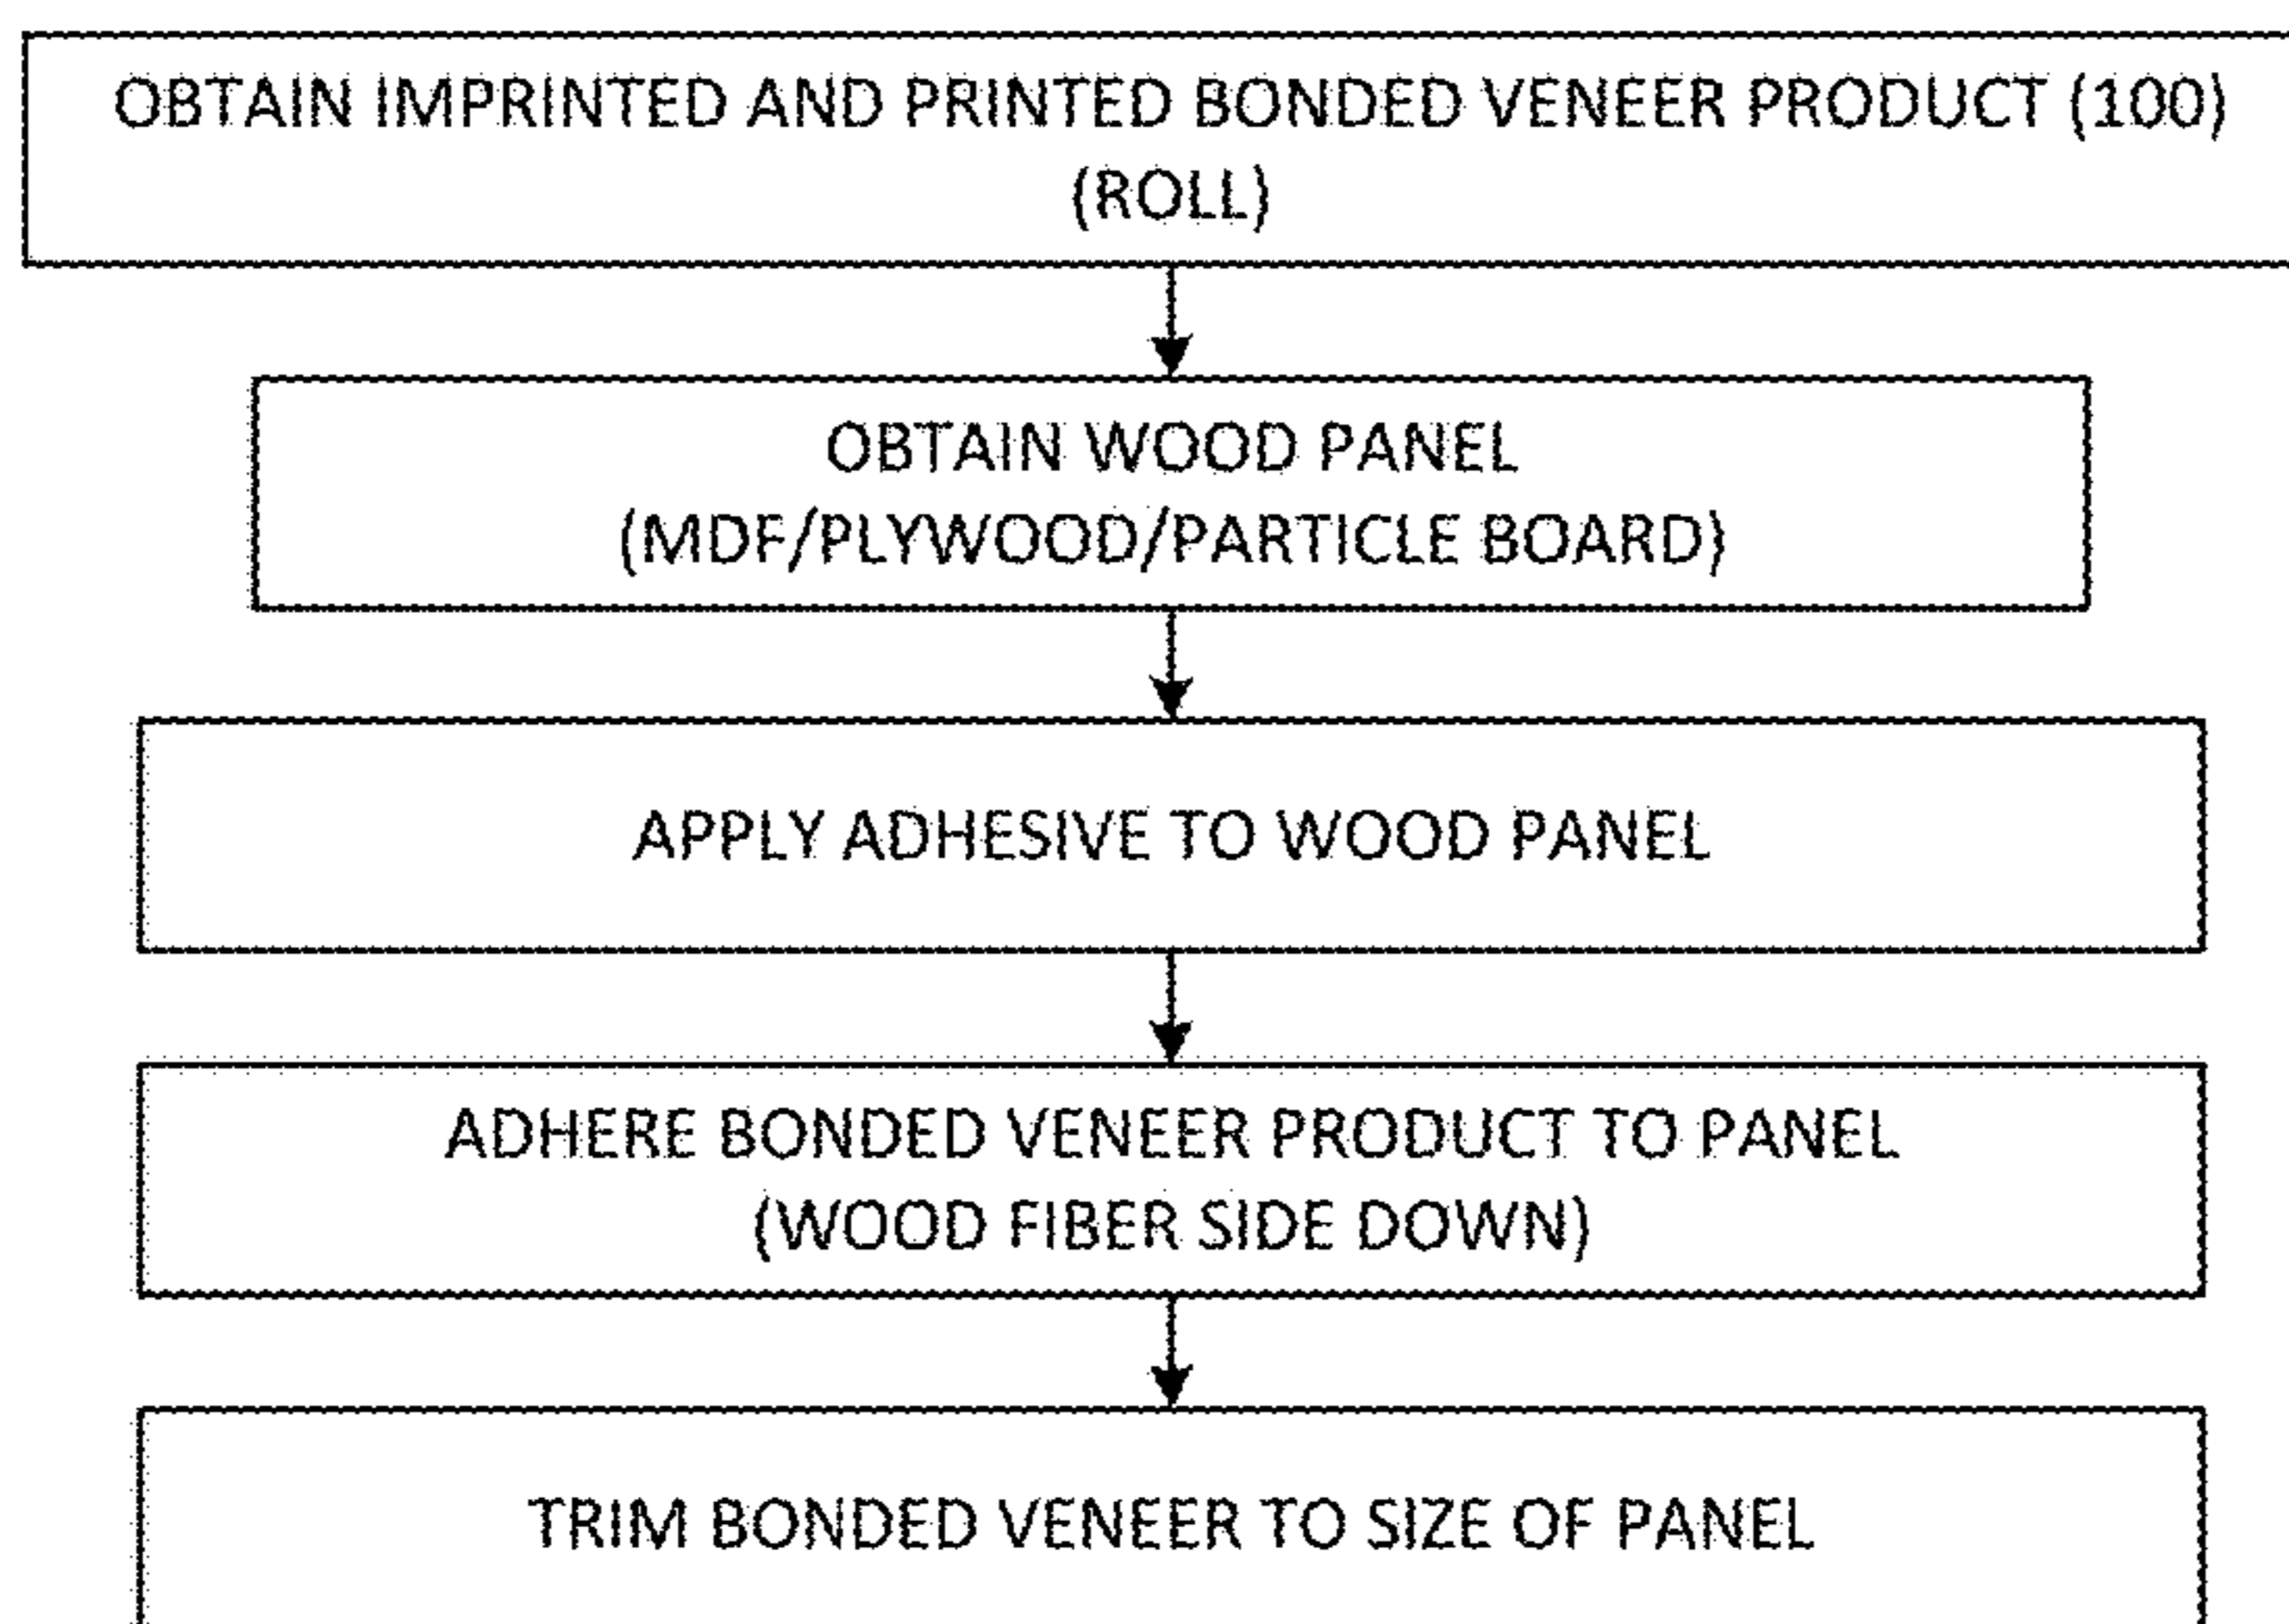 OBTAIN IMPRINTED AND PRINTED BONDED VENEER PRODUCT (100)
(ROLL)
OBTAIN WOOD PANEL
(MDF/PLYWOOD/PARTICLE BOARD)
APPLY ADHESIVE TO WOOD PANEL
ADHERE BONDED VENEER PRODUCT TO PANEL
(WOOD FIBER SIDE DOWN)
TRIM BONDED VENEER TO SIZE OF PANEL